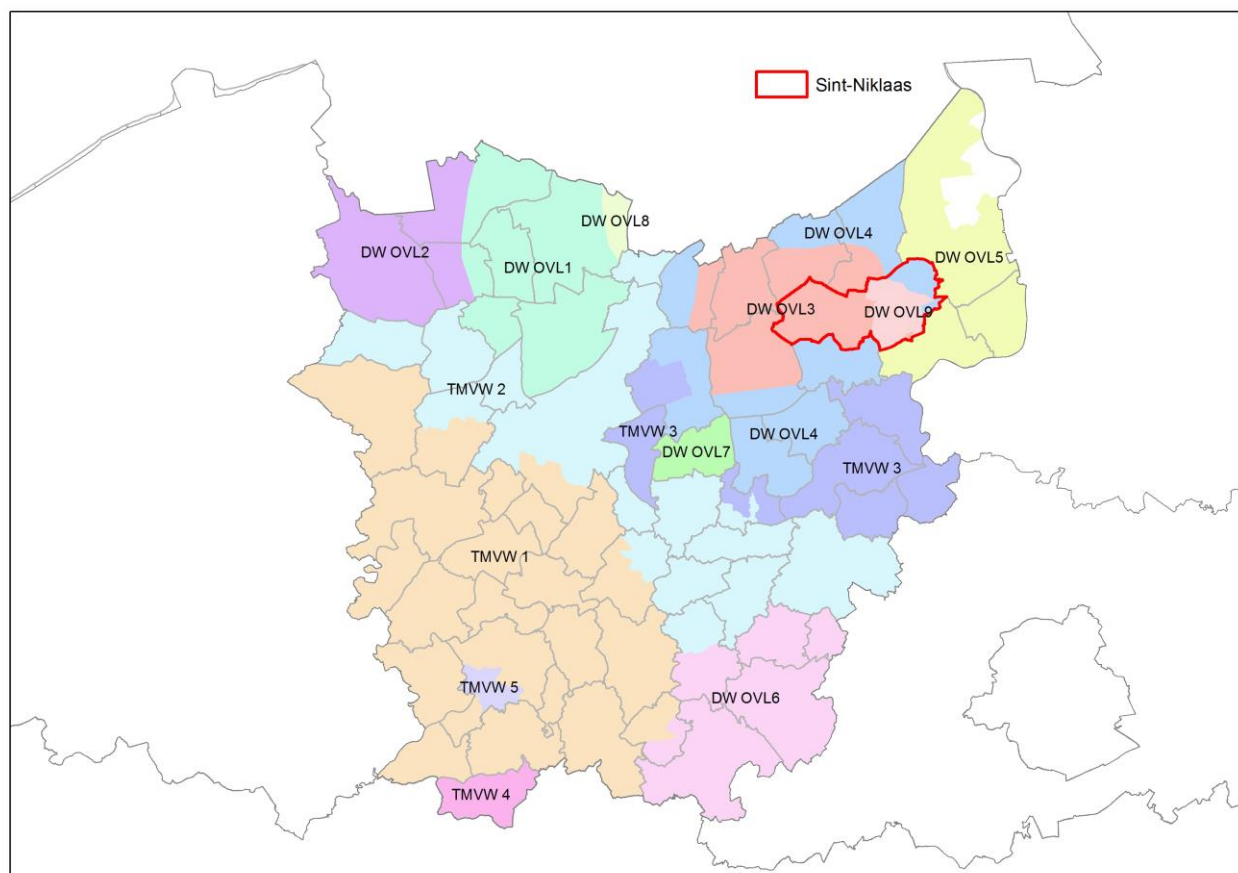 Sint-Niklaas
DW OVL8
DW OVL4
DW OVL2
DW OVL5
DW OVL1
DW OVL3
DW OVL9
TMVW 2
TMVW 3
DW OVL4
DW OVL7
TMVW 3
TMVW 1
TMVW 5
DW OVL6
TMVW 4